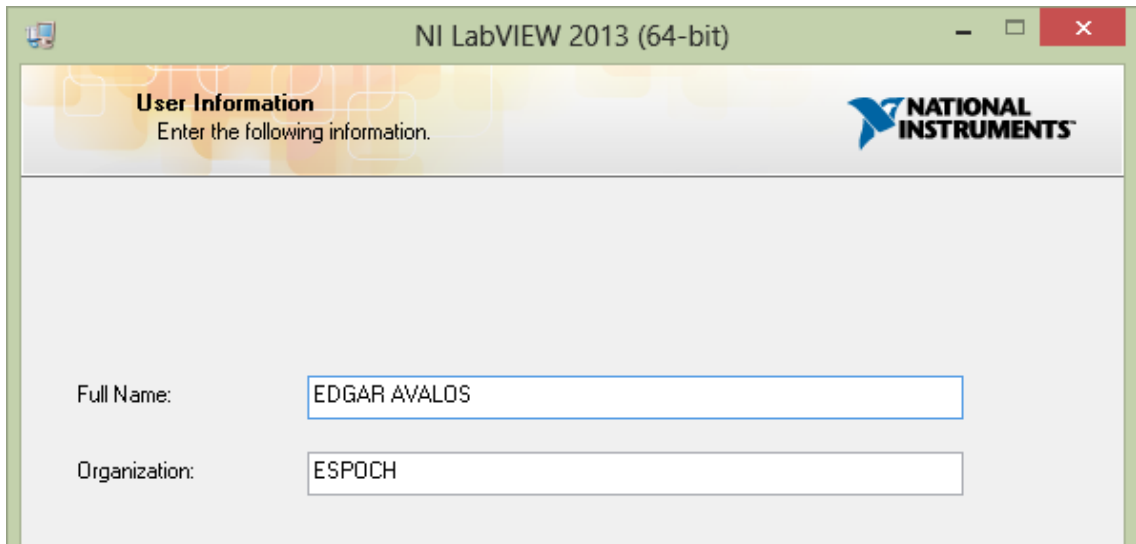 NI LabVIEW 2013 (64-bit)
User Information
Enter the following information.
NATIONAL
INSTRUMENTS
Full Name:
EDGAR AVALOS
Organization:
ESPOCH